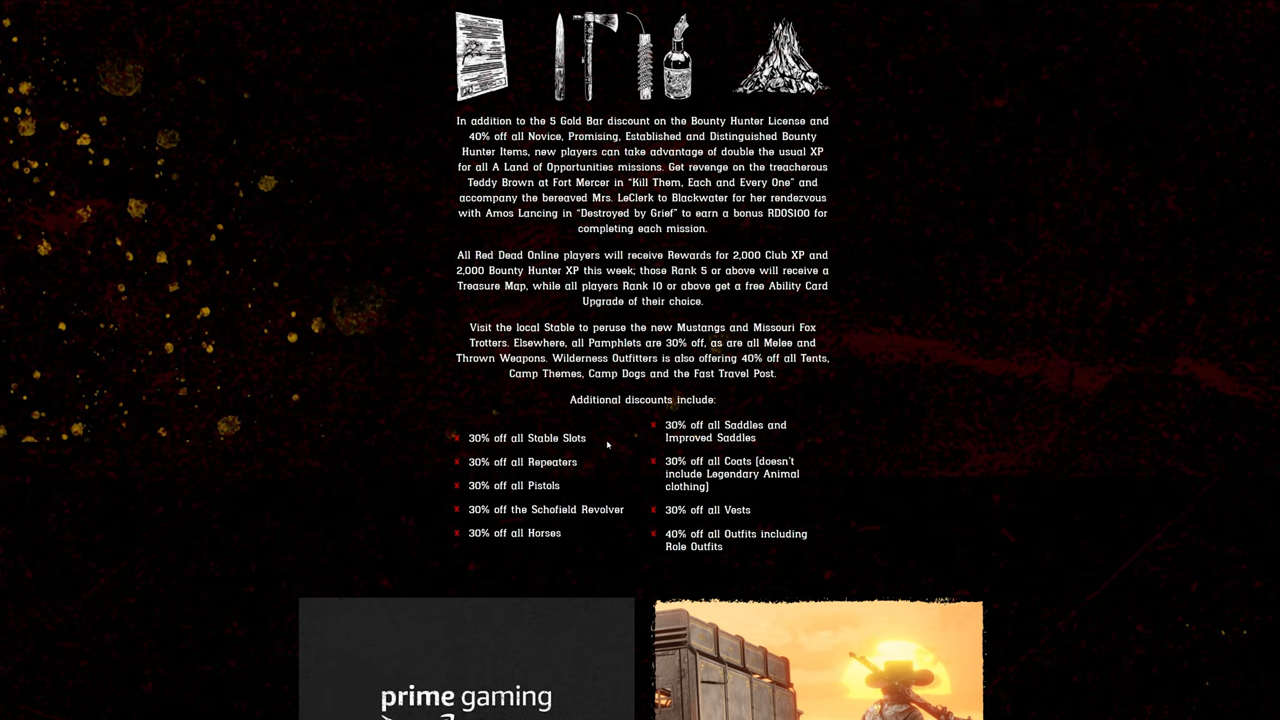 In addition to the 5 Gold Bar discount on the Bounty Hunter License and
40% off all Novice, Promising, Established and Distinguished Bounty
Hunter Items, new players can take advantage of double the usual XP
for all A Land of Opportunities missions. Get revenge on the treacherous
Teddy Brown at Fort Mercer in “Kill Them, Each and Every One” and
accompany the bereaved Mrs. LeClerk to Blackwater for her rendezvous
with Amos Lancing in “Destroyed by Grief” to earn a bonus RDO$100 for
completing each mission.
All Red Dead Online players will receive Rewards for 2,000 Club XP and
2,000 Bounty Hunter XP this week; those Rank 5 or above will receive a
Treasure Map, while all players Rank 10 or above get a free Ability Card
Upgrade of their choice.
Visit the local Stable to peruse the new Mustangs and Missouri Fox
Trotters. Elsewhere, all Pamphlets are 30% off, as are all Melee and
Thrown Weapons. Wilderness Outfitters is also offering 40% off all Tents,
Camp Themes, Camp Dogs and the Fast Travel Post.
Additional discounts include:
30% off all Stable Slots
30% off all Repeaters
30% off all Pistols
30% off the Schofield Revolver
30% off all Horses
30% off all Saddles and
Improved Saddles
30% off all Coats (doesn’t
include Legendary Animal
clothing)
30% off all Vests
40% off all Outfits including
Role Outfits
prime gaming